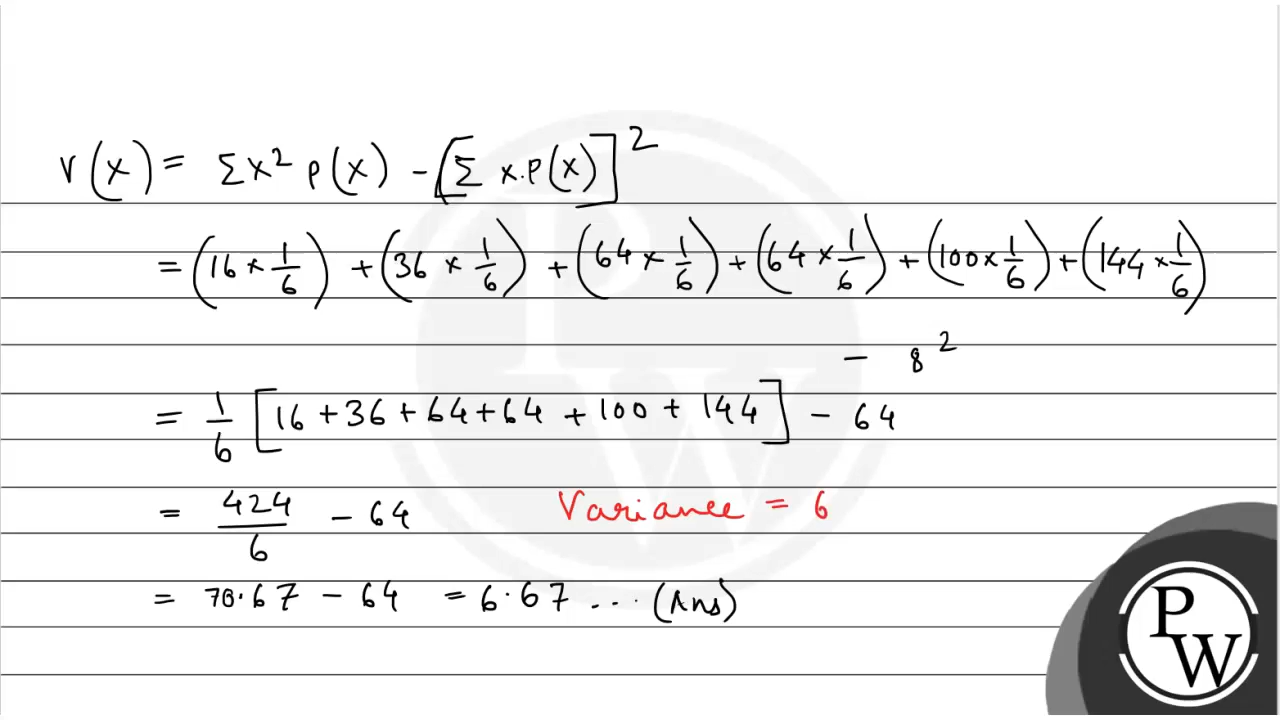 V(x) = Σx² P(x) - [Σ x.P(x)]²
= (16 × 1/6) + (36 × 1/6) + (64 × 1/6) + (64 × 1/6) + (100 × 1/6) + (144 × 1/6)
- 8²
= 1/6 [16 + 36 + 64 + 64 + 100 + 144] - 64
= 424/6 - 64
Variance = 6
= 70.67 - 64 = 6.67 ... (Ans)
PW
PW